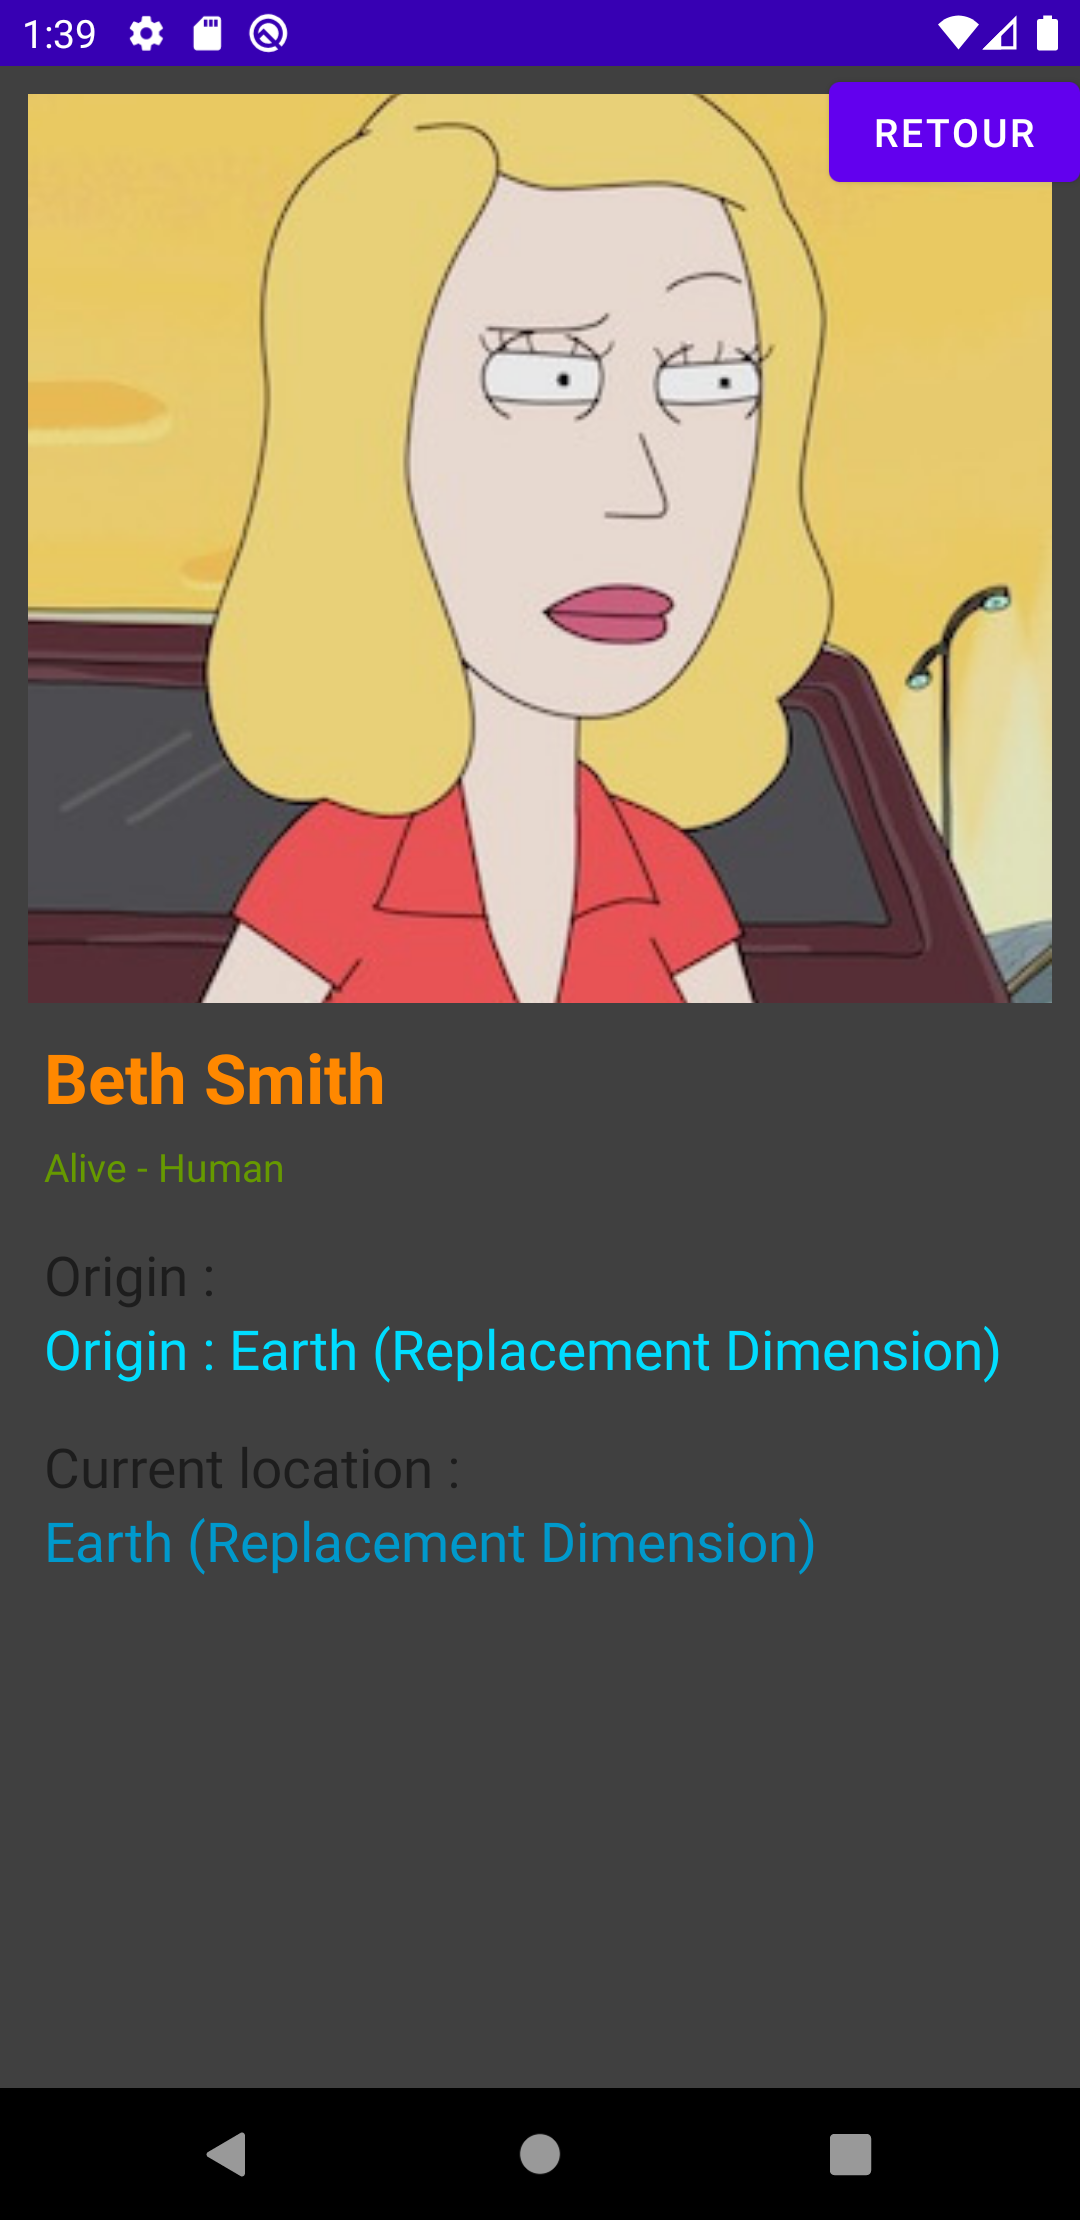 1:39
RETOUR
Beth Smith
Alive - Human
Origin :
Origin : Earth (Replacement Dimension)
Current location :
Earth (Replacement Dimension)